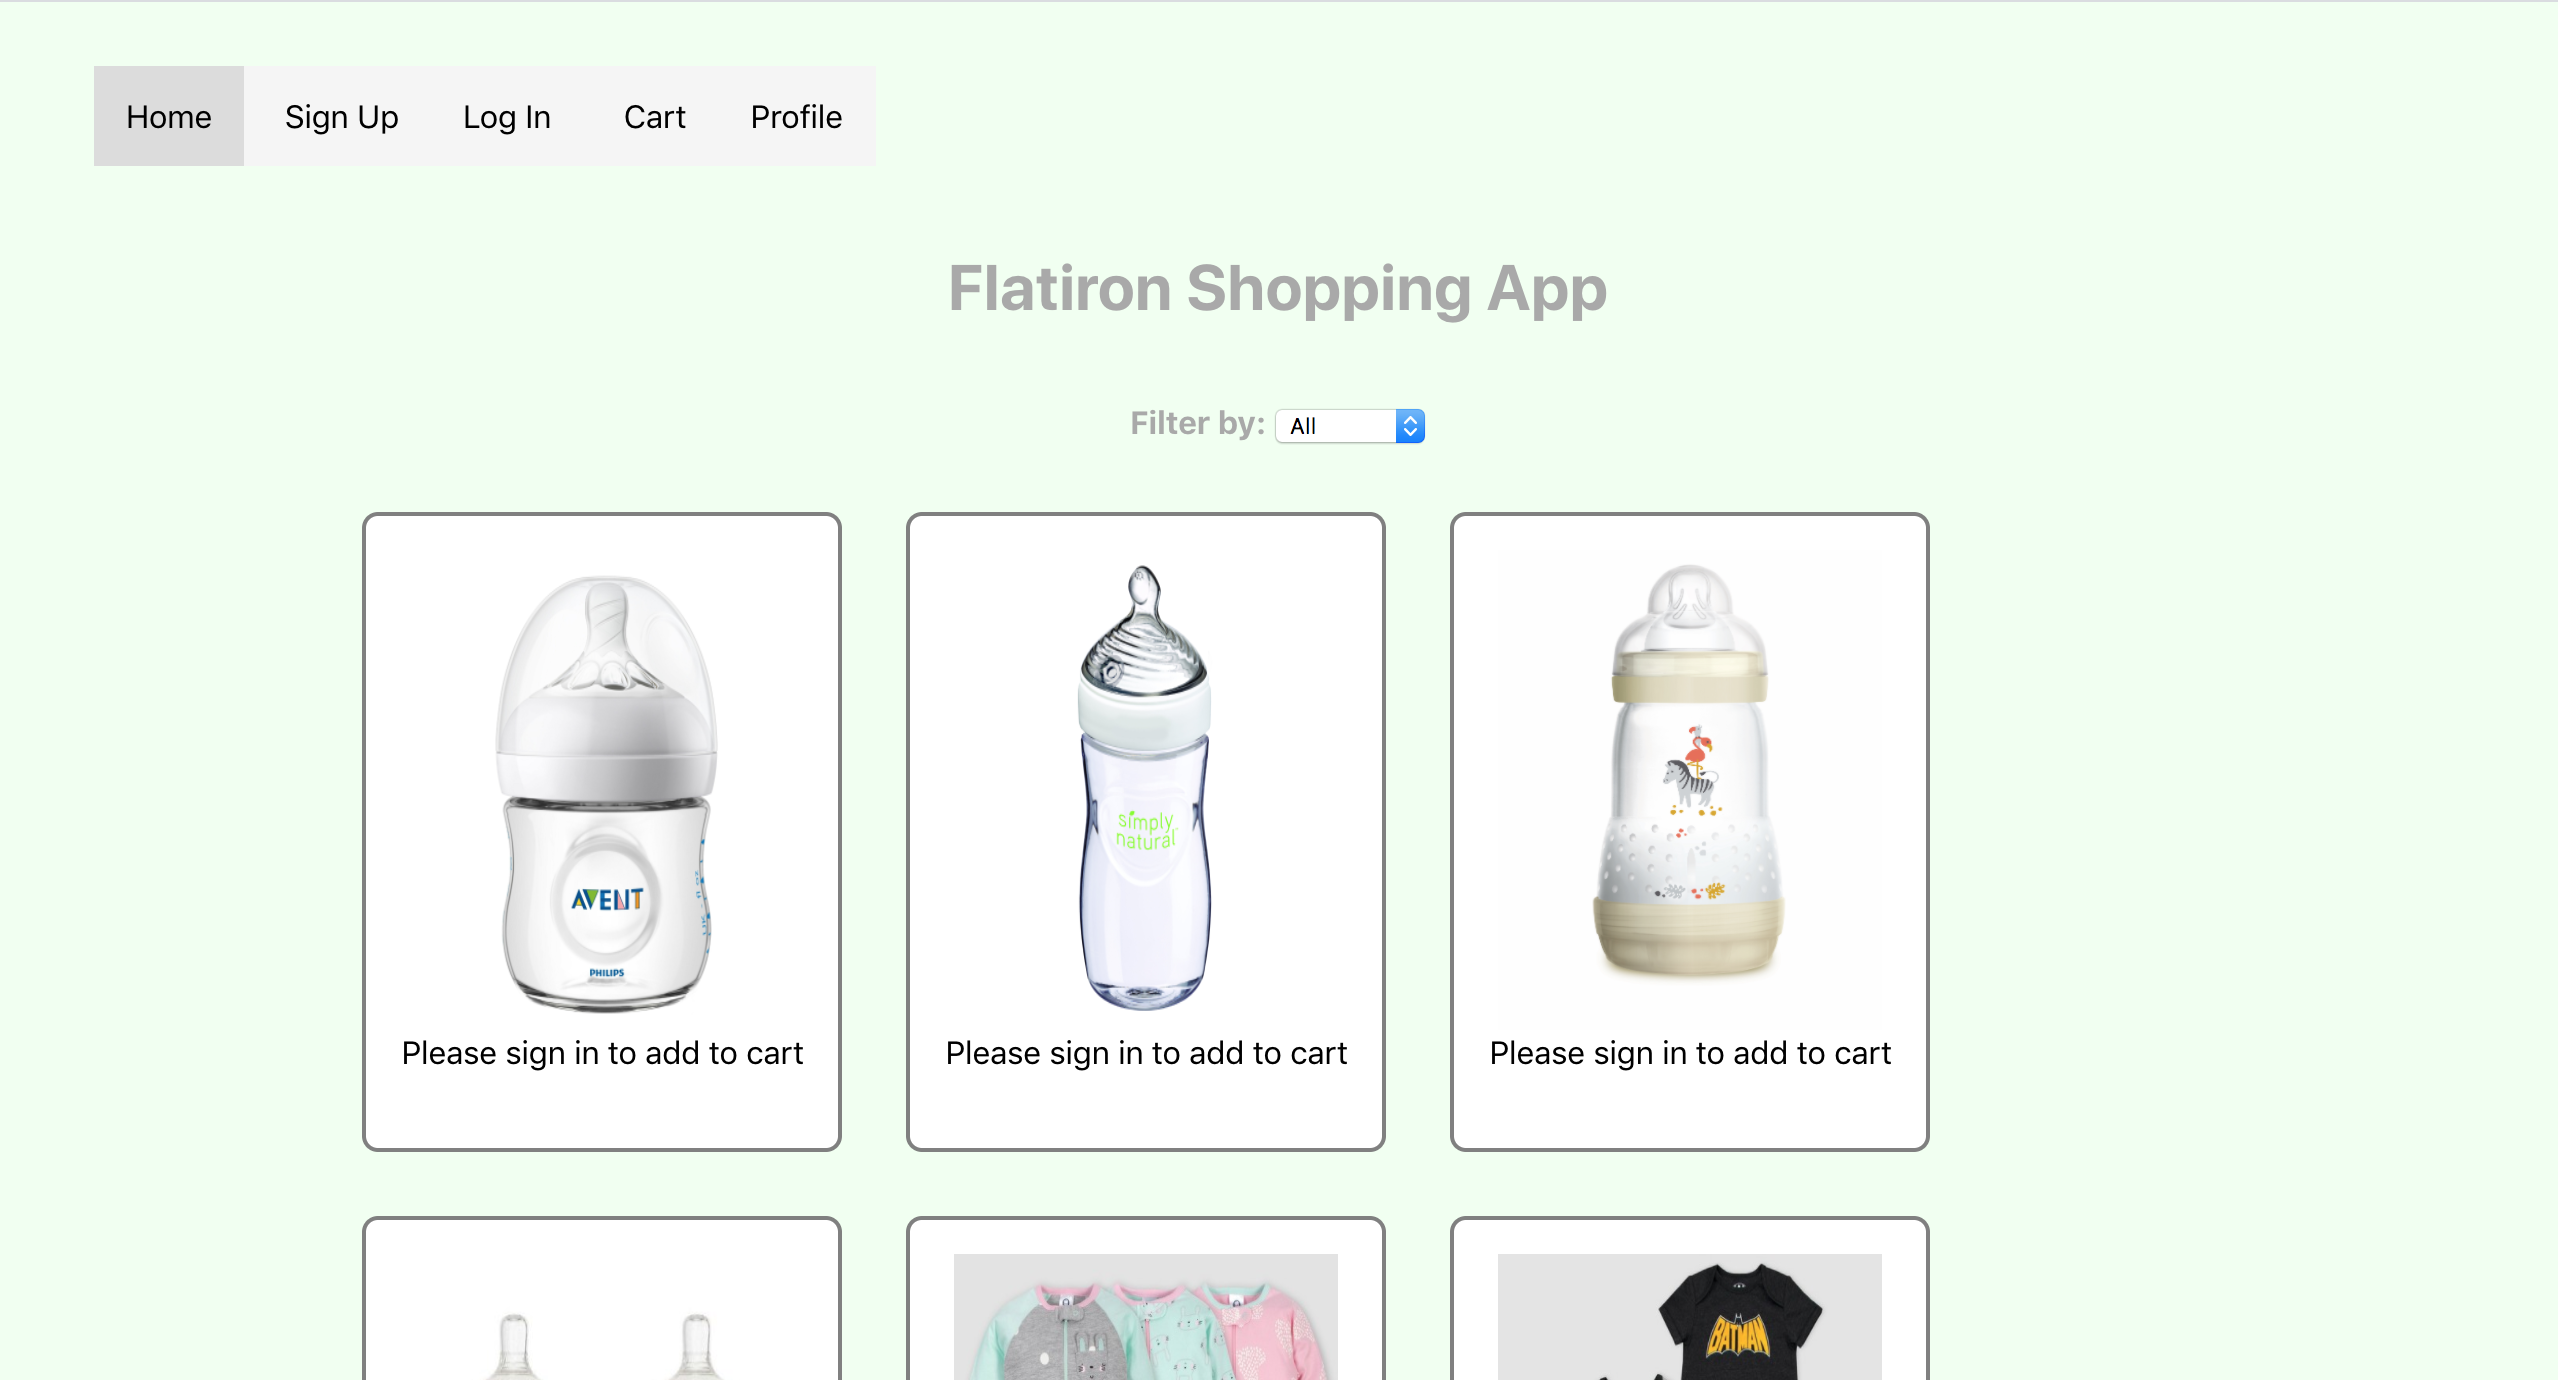 Home Sign Up Log In Cart Profile
Flatiron Shopping App
Filter by: All
AVENT
PHILIPS
simply
natural
Please sign in to add to cart
Please sign in to add to cart
Please sign in to add to cart
BATMAN